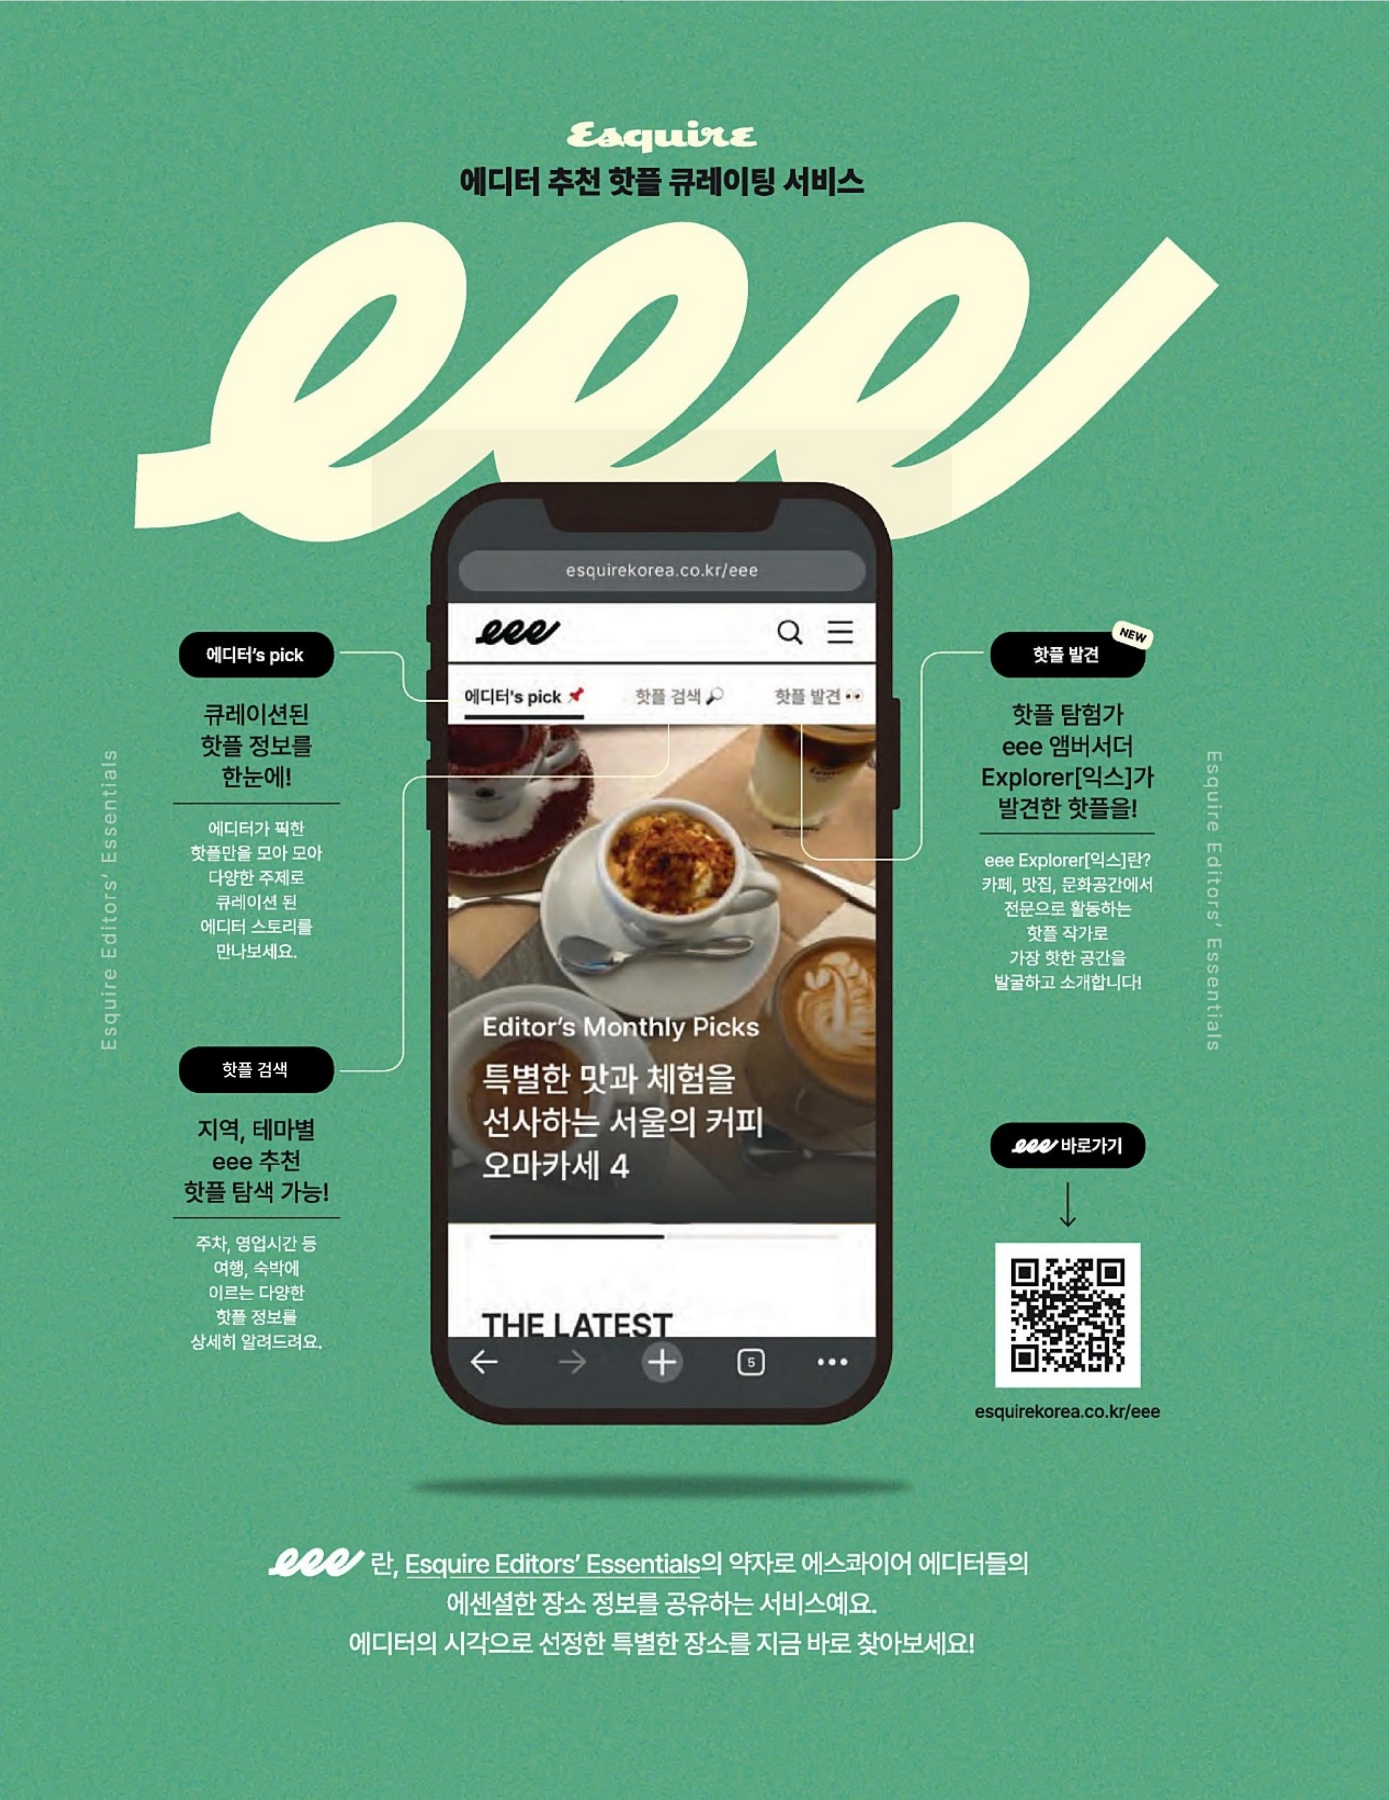 Esquire
에디터 추천 핫플 큐레이팅 서비스
eee
esquirekorea.co.kr/eee
eee
에디터's pick
핫플 검색
핫플 발견
Editor's Monthly Picks
특별한 맛과 체험을
선사하는 서울의 커피
오마카세 4
THE LATEST
5
에디터's pick
큐레이션된
핫플 정보를
한눈에!
에디터가 픽한
핫플만을 모아 모아
다양한 주제로
큐레이션 된
에디터 스토리를
만나보세요.
핫플 검색
지역, 테마별
eee 추천
핫플 탐색 가능!
주차, 영업시간 등
여행, 숙박에
이르는 다양한
핫플 정보를
상세히 알려드려요.
핫플 발견
NEW
핫플 탐험가
eee 앰버서더
Explorer[익스]가
발견한 핫플을!
eee Explorer[익스]란?
카페, 맛집, 문화공간에서
전문으로 활동하는
핫플 작가로
가장 핫한 공간을
발굴하고 소개합니다!
eee 바로가기
esquirekorea.co.kr/eee
Esquire Editors' Essentials
Esquire Editors' Essentials
eee 란, Esquire Editors' Essentials의 약자로 에스콰이어 에디터들의
에센셜한 장소 정보를 공유하는 서비스예요.
에디터의 시각으로 선정한 특별한 장소를 지금 바로 찾아보세요!